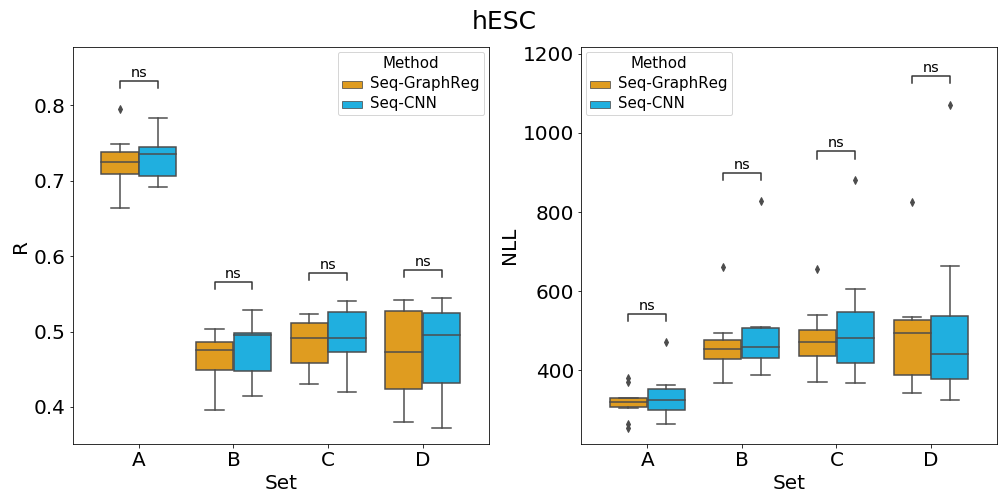 hESC
Method
Seq-GraphReg
Seq-CNN
ns
ns
ns
ns
0.8
0.7
0.6
0.5
0.4
R
A B C D
Set
Method
Seq-GraphReg
Seq-CNN
ns
ns
ns
ns
1200
1000
800
600
400
NLL
A B C D
Set